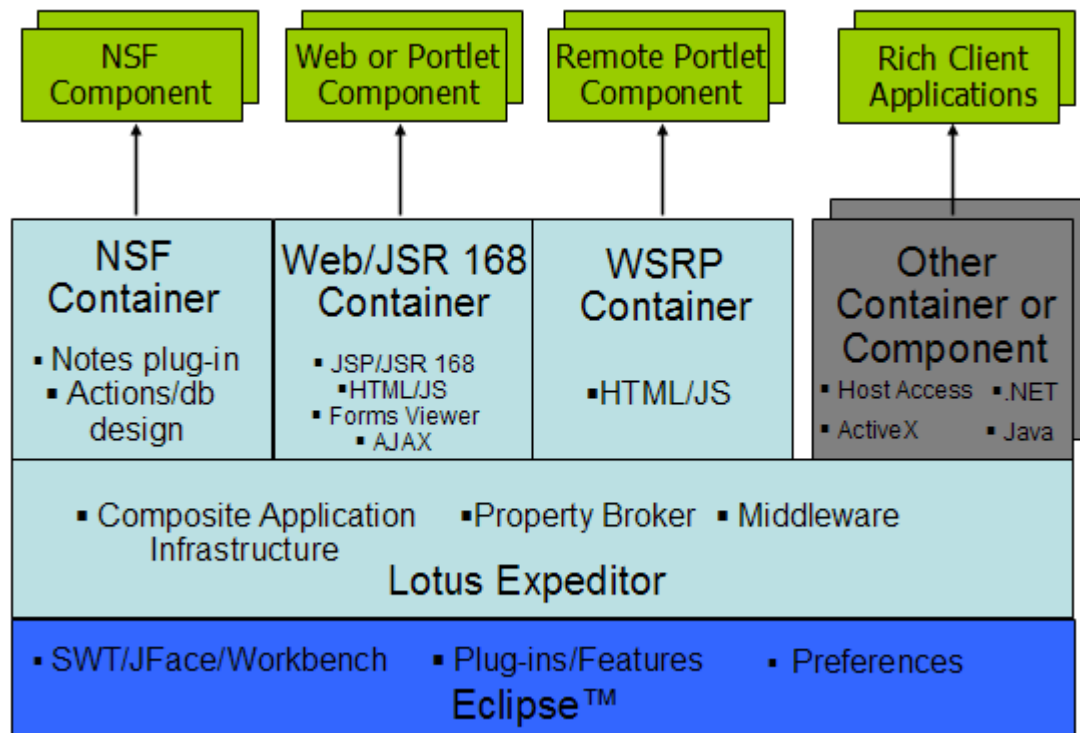 NSF
Component
Web or Portlet
Component
Remote Portlet
Component
Rich Client
Applications
NSF
Container
▪ Notes plug-in
▪ Actions/db
design
Web/JSR 168
Container
▪ JSP/JSR 168
▪ HTML/JS
▪ Forms Viewer
▪ AJAX
WSRP
Container
▪HTML/JS
Other
Container or
Component
▪ Host Access ▪.NET
▪ ActiveX ▪ Java
▪ Composite Application ▪Property Broker ▪ Middleware
Infrastructure
Lotus Expeditor
▪ SWT/JFace/Workbench ▪ Plug-ins/Features ▪ Preferences
Eclipse™